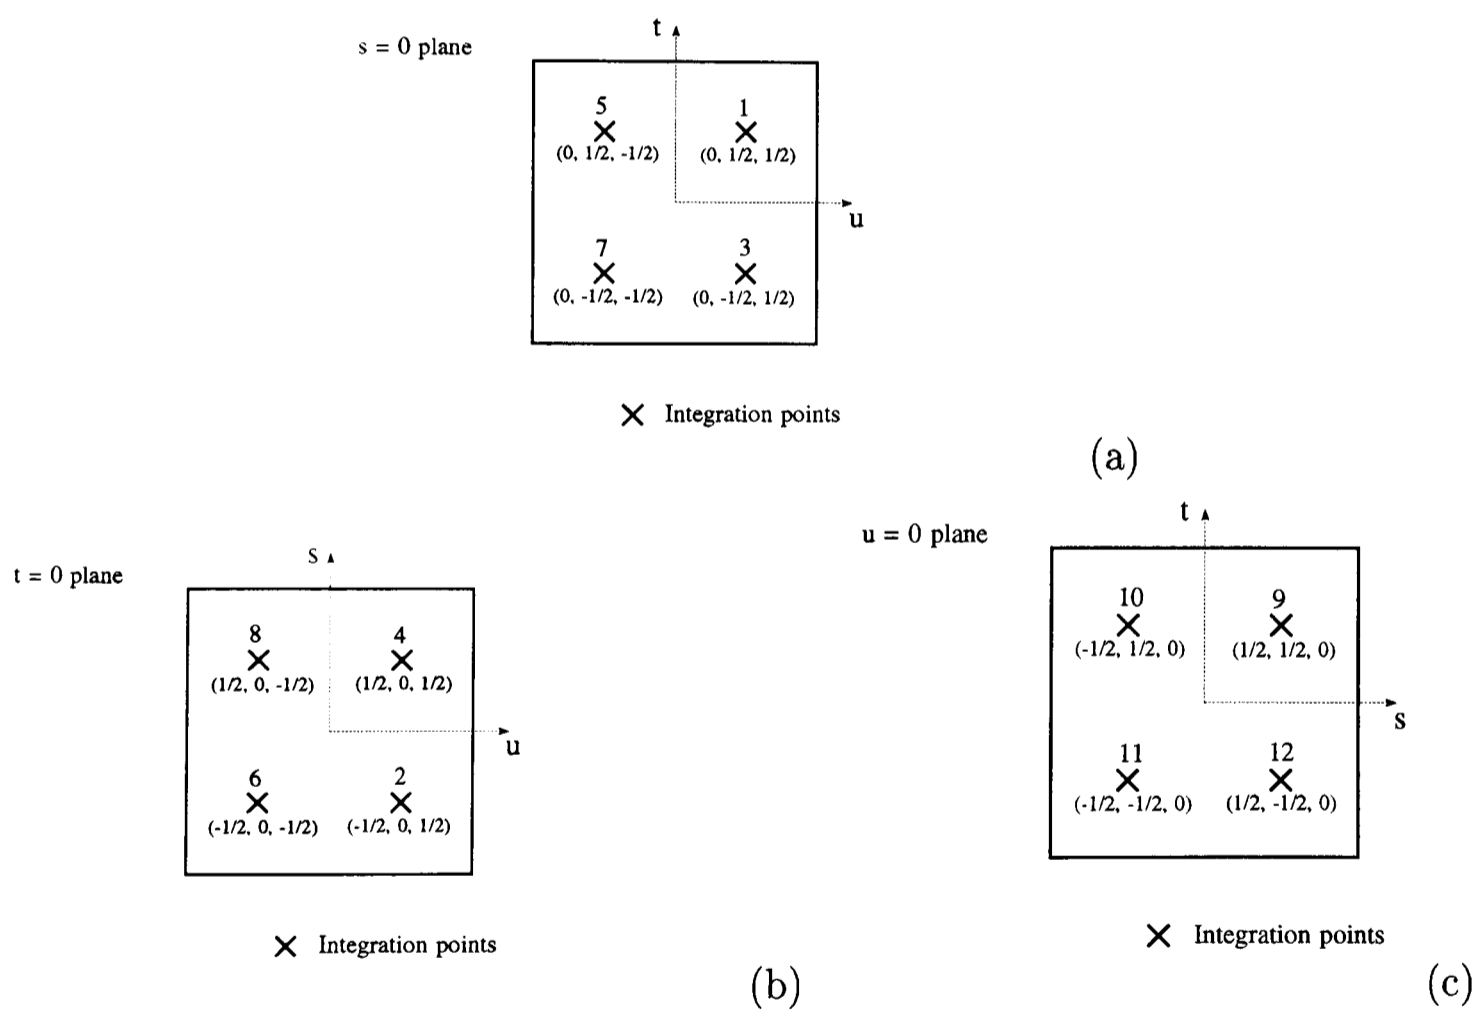 t
s = 0 plane
5 1
(0, 1/2, -1/2) (0, 1/2, 1/2)
u
7 3
(0, -1/2, -1/2) (0, -1/2, 1/2)
Integration points
(a)
s
t = 0 plane
8 4
(1/2, 0, -1/2) (1/2, 0, 1/2)
u
6 2
(-1/2, 0, -1/2) (-1/2, 0, 1/2)
Integration points
(b)
t
u = 0 plane
10 9
(-1/2, 1/2, 0) (1/2, 1/2, 0)
s
11 12
(-1/2, -1/2, 0) (1/2, -1/2, 0)
Integration points
(c)